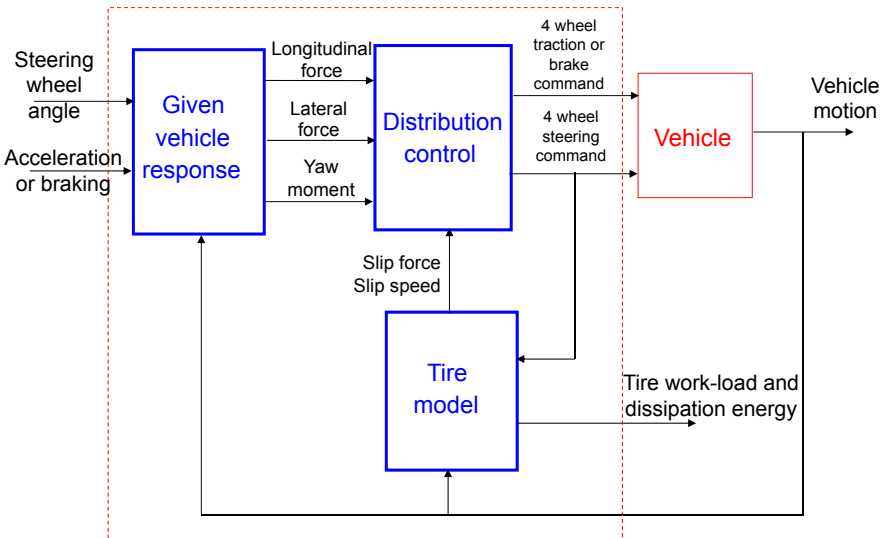 Steering
wheel
angle
Acceleration
or braking
Given
vehicle
response
Longitudinal
force
Lateral
force
Yaw
moment
Distribution
control
4 wheel
traction or
brake
command
4 wheel
steering
command
Vehicle
Vehicle
motion
Slip force
Slip speed
Tire
model
Tire work-load and
dissipation energy